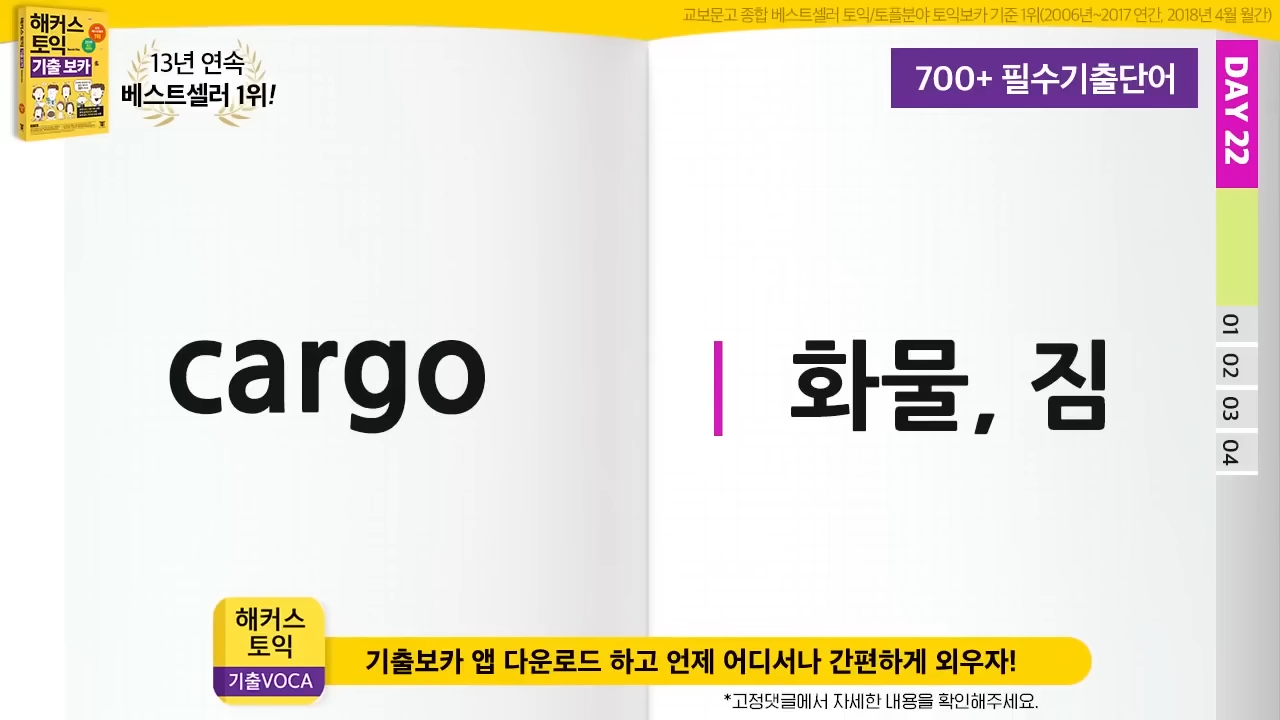 교보문고 종합 베스트셀러 토익/토플분야 토익보카 기준 1위(2006년~2017 연간, 2018년 4월 월간)
해커스
토익
기출 보카
13년 연속
베스트셀러 1위!
700+ 필수기출단어
DAY 22
01
02
03
04
cargo
화물, 짐
해커스
토익
기출VOCA
기출보카 앱 다운로드 하고 언제 어디서나 간편하게 외우자!
*고정댓글에서 자세한 내용을 확인해주세요.